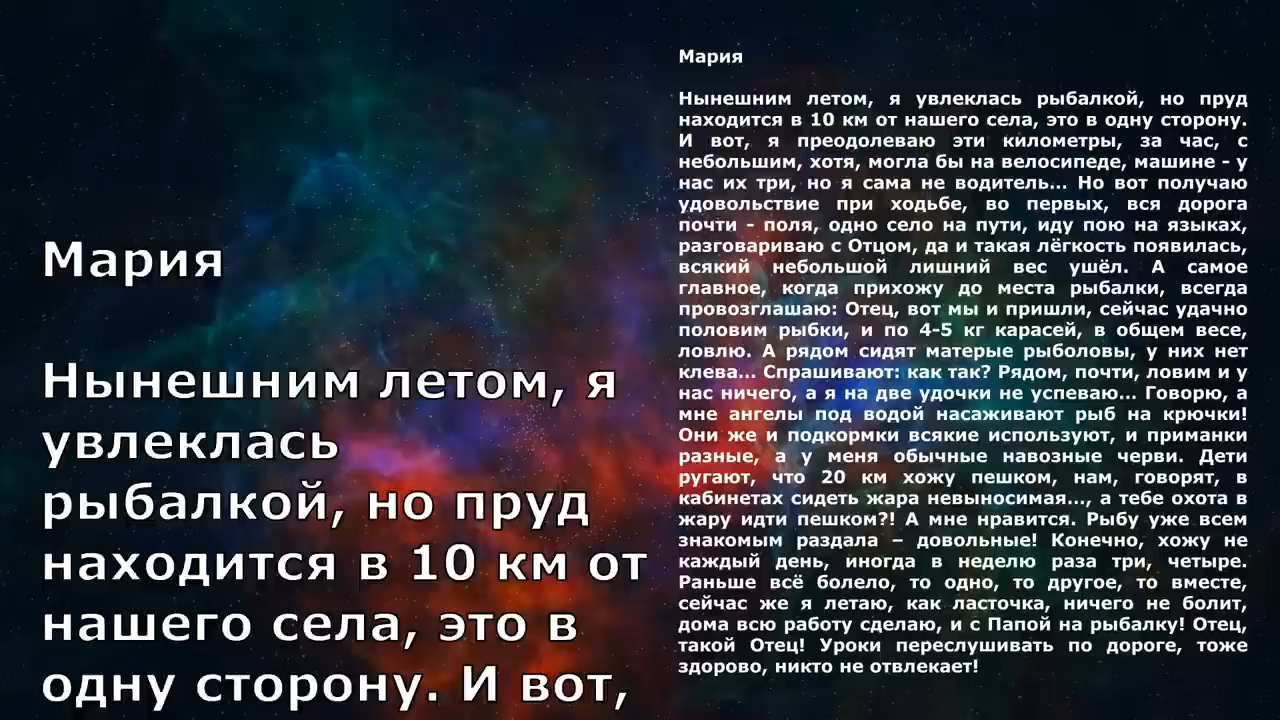 Мария
Нынешним летом, я
увлеклась
рыбалкой, но пруд
находится в 10 км от
нашего села, это в
одну сторону. И вот,
Мария
Нынешним летом, я увлеклась рыбалкой, но пруд
находится в 10 км от нашего села, это в одну сторону.
И вот, я преодолеваю эти километры, за час, с
небольшим, хотя, могла бы на велосипеде, машине - у
нас их три, но я сама не водитель... Но вот получаю
удовольствие при ходьбе, во первых, вся дорога
почти - поля, одно село на пути, иду пою на языках,
разговариваю с Отцом, да и такая лёгкость появилась,
всякий небольшой лишний вес ушёл. А самое
главное, когда прихожу до места рыбалки, всегда
провозглашаю: Отец, вот мы и пришли, сейчас удачно
половим рыбки, и по 4-5 кг карасей, в общем весе,
ловлю. А рядом сидят матерые рыболовы, у них нет
клева... Спрашивают: как так? Рядом, почти, ловим и у
нас ничего, а я на две удочки не успеваю... Говорю, а
мне ангелы под водой насаживают рыб на крючки!
Они же и подкормки всякие используют, и приманки
разные, а у меня обычные навозные черви. Дети
ругают, что 20 км хожу пешком, нам, говорят, в
кабинетах сидеть жара невыносимая..., а тебе охота в
жару идти пешком?! А мне нравится. Рыбу уже всем
знакомым раздала – довольные! Конечно, хожу не
каждый день, иногда в неделю раза три, четыре.
Раньше всё болело, то одно, то другое, то вместе,
сейчас же я летаю, как ласточка, ничего не болит,
дома всю работу сделаю, и с Папой на рыбалку! Отец,
такой Отец! Уроки переслушивать по дороге, тоже
здорово, никто не отвлекает!